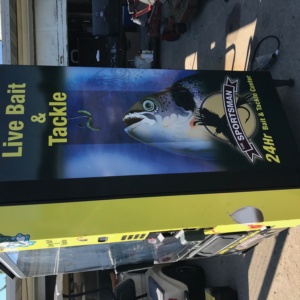 Live Bait
&
Tackle
SPORTSMAN
24Hr Bait & Tackle Center